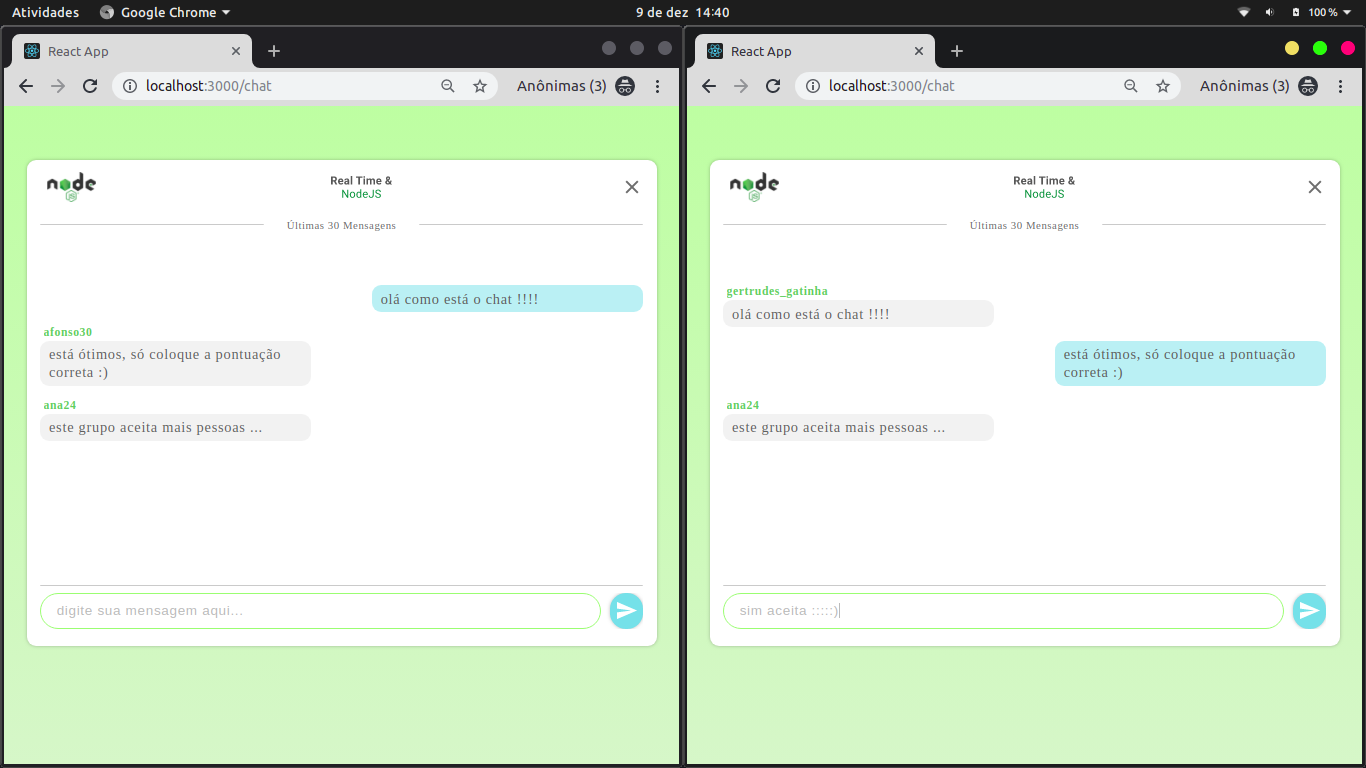 Atividades Google Chrome 9 de dez 14:40 100%
React App
localhost:3000/chat Anônimas (3)
node
JS
Real Time &
NodeJS
Últimas 30 Mensagens
olá como está o chat !!!!
afonso30
está ótimos, só coloque a pontuação
correta :)
ana24
este grupo aceita mais pessoas ...
digite sua mensagem aqui...
React App
localhost:3000/chat Anônimas (3)
node
JS
Real Time &
NodeJS
Últimas 30 Mensagens
gertrudes_gatinha
olá como está o chat !!!!
está ótimos, só coloque a pontuação
correta :)
ana24
este grupo aceita mais pessoas ...
sim aceita :::::)